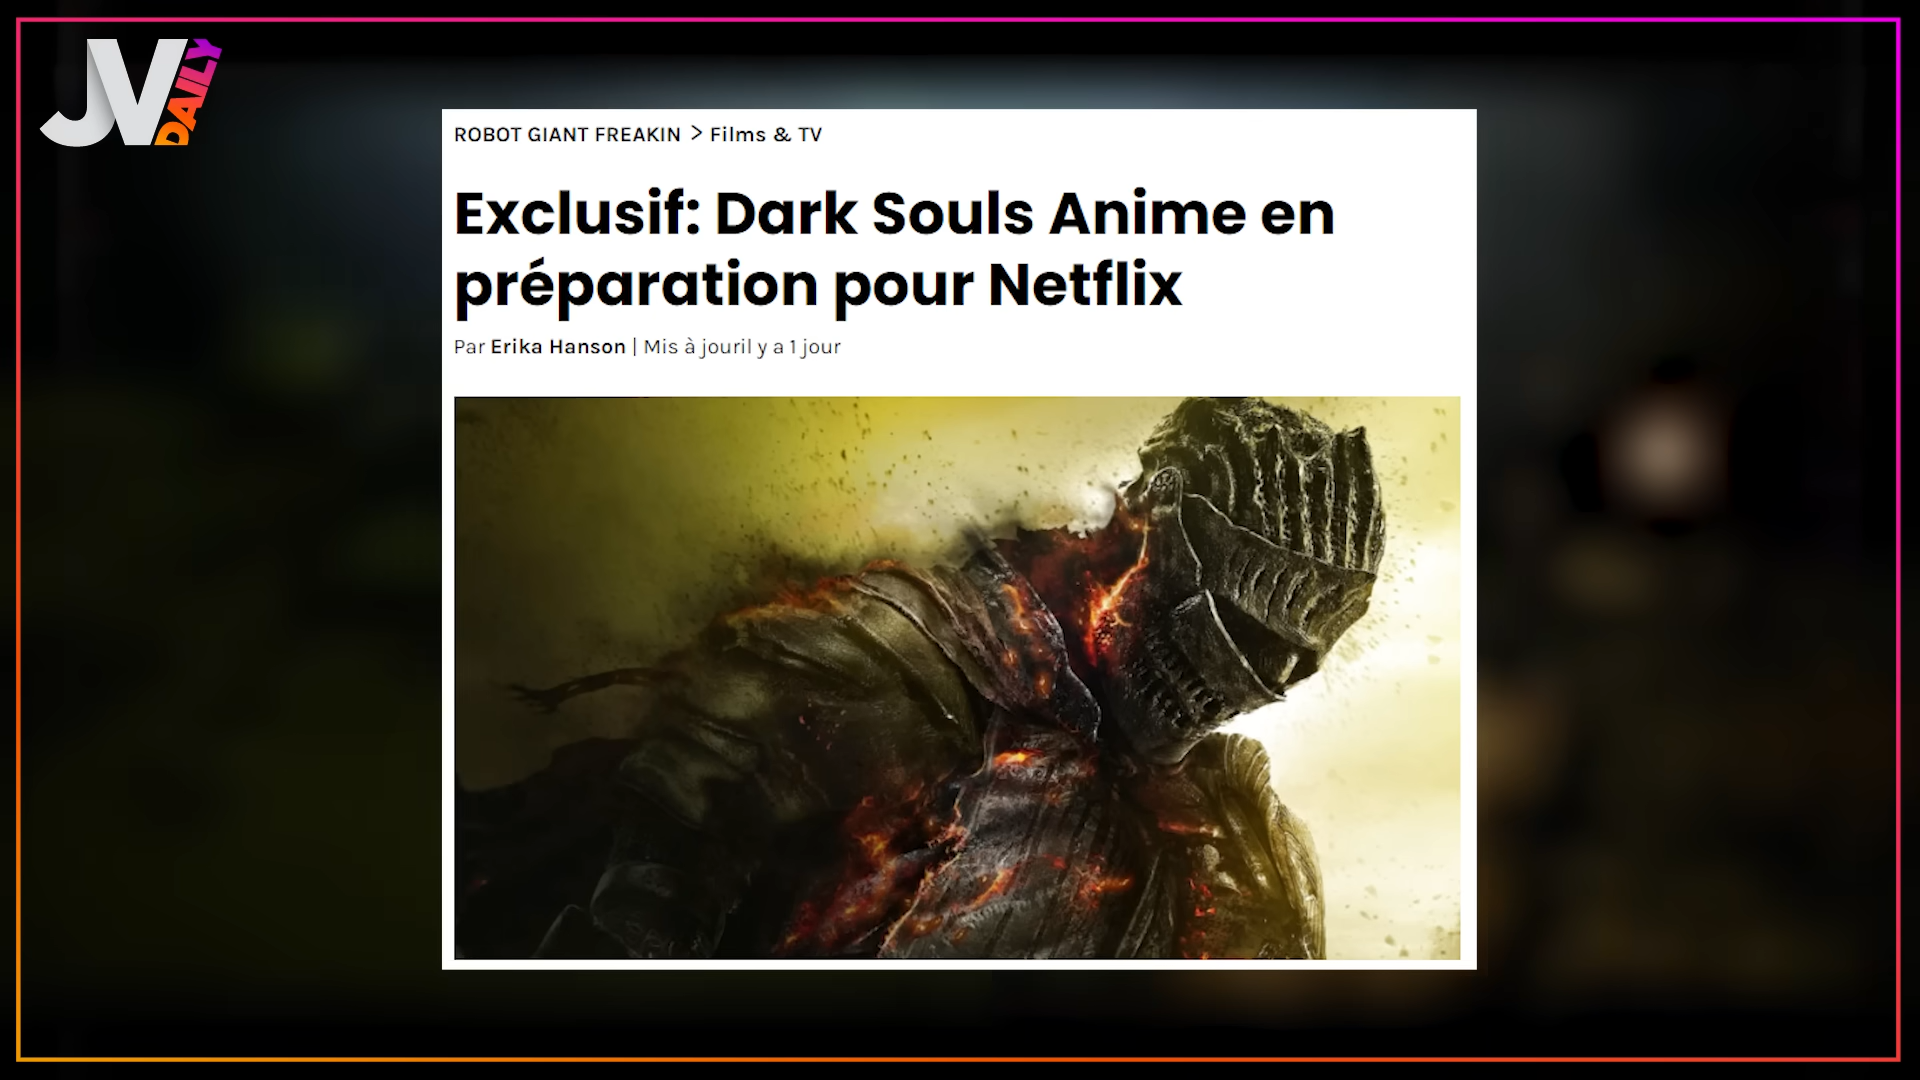 JV DAILY
ROBOT GIANT FREAKIN > Films & TV
Exclusif: Dark Souls Anime en
préparation pour Netflix
Par Erika Hanson | Mis à jouril y a 1 jour